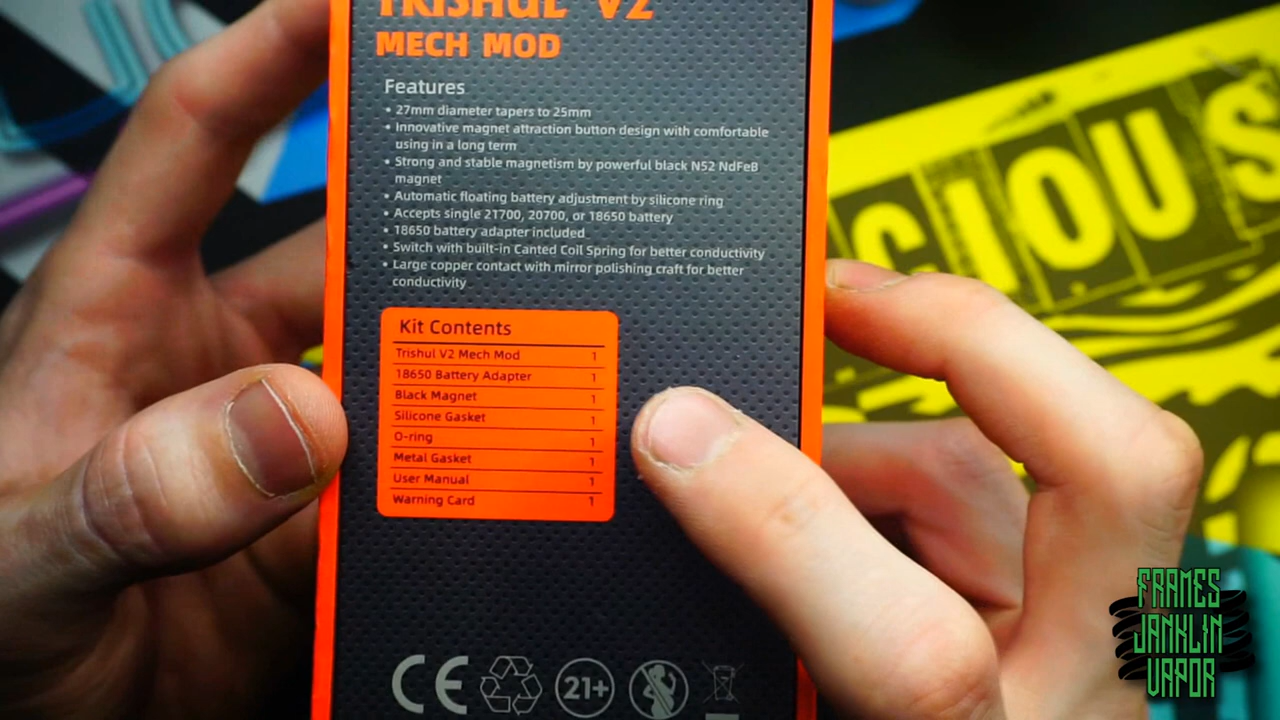 TRISHUL V2
MECH MOD
Features
• 27mm diameter tapers to 25mm
• Innovative magnet attraction button design with comfortable
using in a long term
• Strong and stable magnetism by powerful black N52 NdFeB
magnet
• Automatic floating battery adjustment by silicone ring
• Accepts single 21700, 20700, or 18650 battery
• 18650 battery adapter included
• Switch with built-in Canted Coil Spring for better conductivity
• Large copper contact with mirror polishing craft for better
conductivity
Kit Contents
Trishul V2 Mech Mod 1
18650 Battery Adapter 1
Black Magnet 1
Silicone Gasket 1
O-ring 1
Metal Gasket 1
User Manual 1
Warning Card 1
CE
21+
CIOUS
FRAMES
JANKLIN
VAPOR